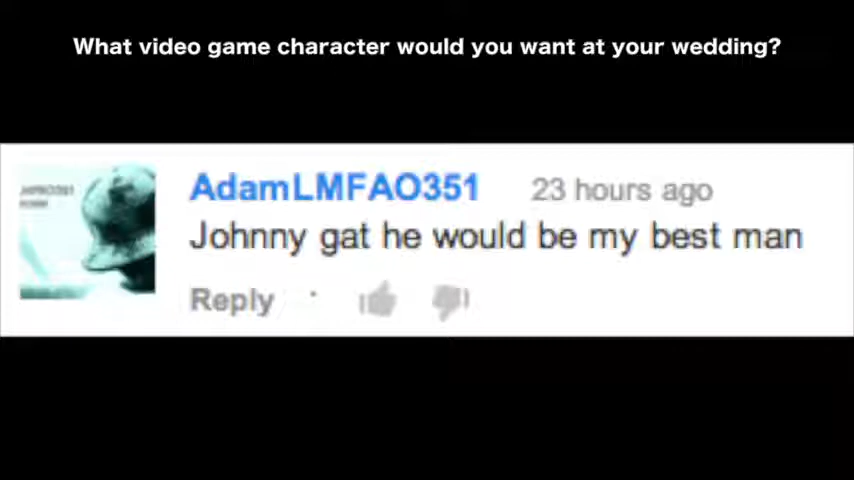 What video game character would you want at your wedding?
AdamLMFAO351 23 hours ago
Johnny gat he would be my best man
Reply